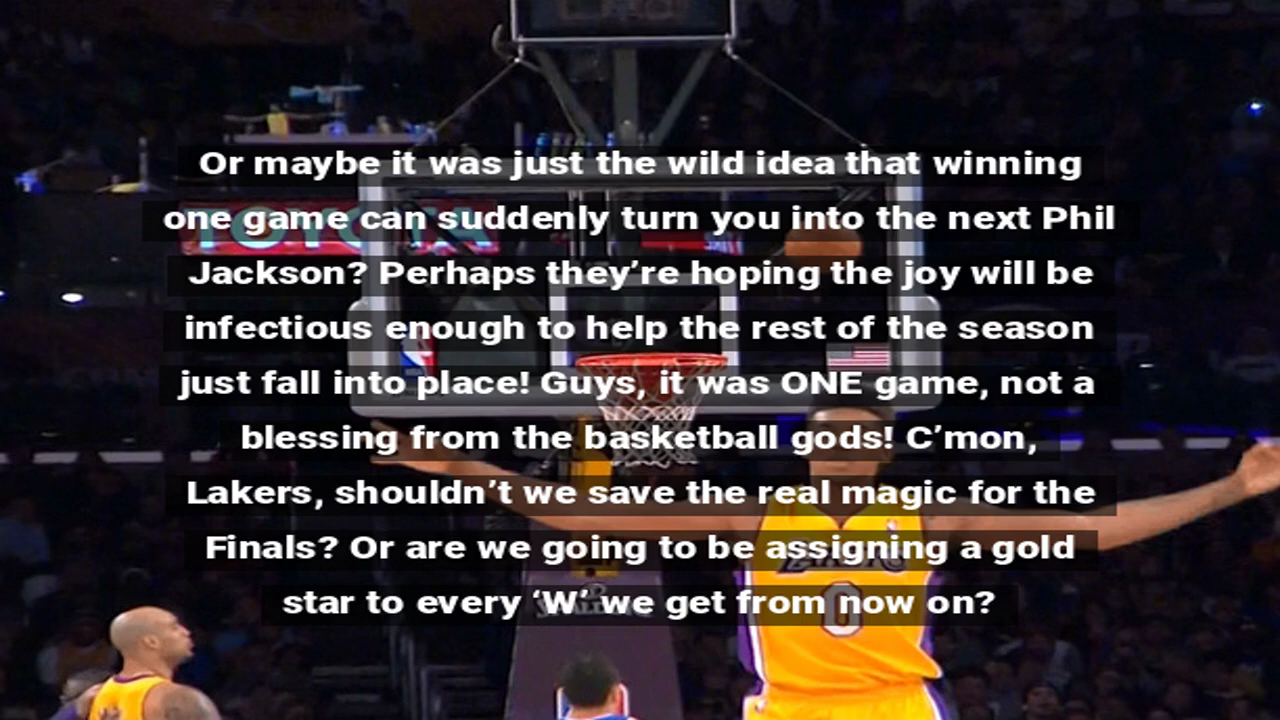 Or maybe it was just the wild idea that winning
one game can suddenly turn you into the next Phil
Jackson? Perhaps they’re hoping the joy will be
infectious enough to help the rest of the season
just fall into place! Guys, it was ONE game, not a
blessing from the basketball gods! C’mon,
Lakers, shouldn’t we save the real magic for the
Finals? Or are we going to be assigning a gold
star to every ‘W’ we get from now on?
TOYOTA
LAKERS
0